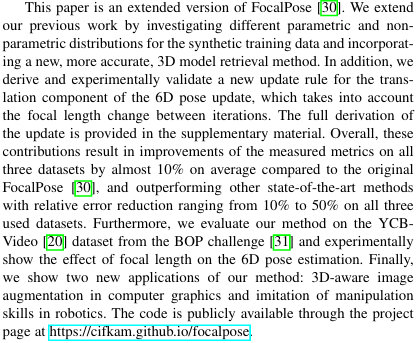 This paper is an extended version of FocalPose [30]. We extend
our previous work by investigating different parametric and non-
parametric distributions for the synthetic training data and incorporat-
ing a new, more accurate, 3D model retrieval method. In addition, we
derive and experimentally validate a new update rule for the trans-
lation component of the 6D pose update, which takes into account
the focal length change between iterations. The full derivation of
the update is provided in the supplementary material. Overall, these
contributions result in improvements of the measured metrics on all
three datasets by almost 10% on average compared to the original
FocalPose [30], and outperforming other state-of-the-art methods
with relative error reduction ranging from 10% to 50% on all three
used datasets. Furthermore, we evaluate our method on the YCB-
Video [20] dataset from the BOP challenge [31] and experimentally
show the effect of focal length on the 6D pose estimation. Finally,
we show two new applications of our method: 3D-aware image
augmentation in computer graphics and imitation of manipulation
skills in robotics. The code is publicly available through the project
page at https://cifkam.github.io/focalpose.